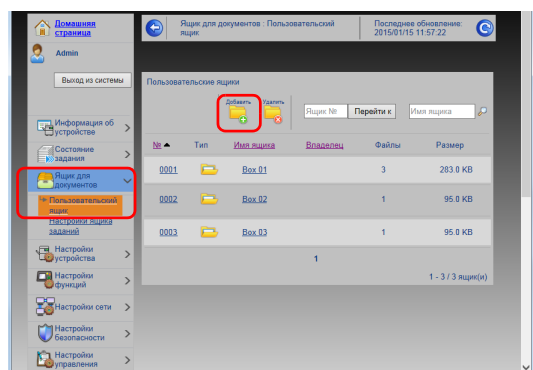 Домашняя
страница
Admin
Выход из системы
Информация об
устройстве
Состояние
задания
Ящик для
документов
Пользовательский
ящик
Настройки ящика
заданий
Настройки
устройства
Настройки
функций
Настройки сети
Настройки
безопасности
Настройки
управления
Ящик для документов : Пользовательский
ящик
Последнее обновление:
2015/01/15 11:57:22
Пользовательские ящики
Добавить Удалить
Ящик № Перейти к Имя ящика
№ Тип Имя ящика Владелец Файлы Размер
0001 Box 01 3 283.0 KB
0002 Box 02 1 95.0 KB
0003 Box 03 1 95.0 KB
1
1 - 3 / 3 ящик(и)